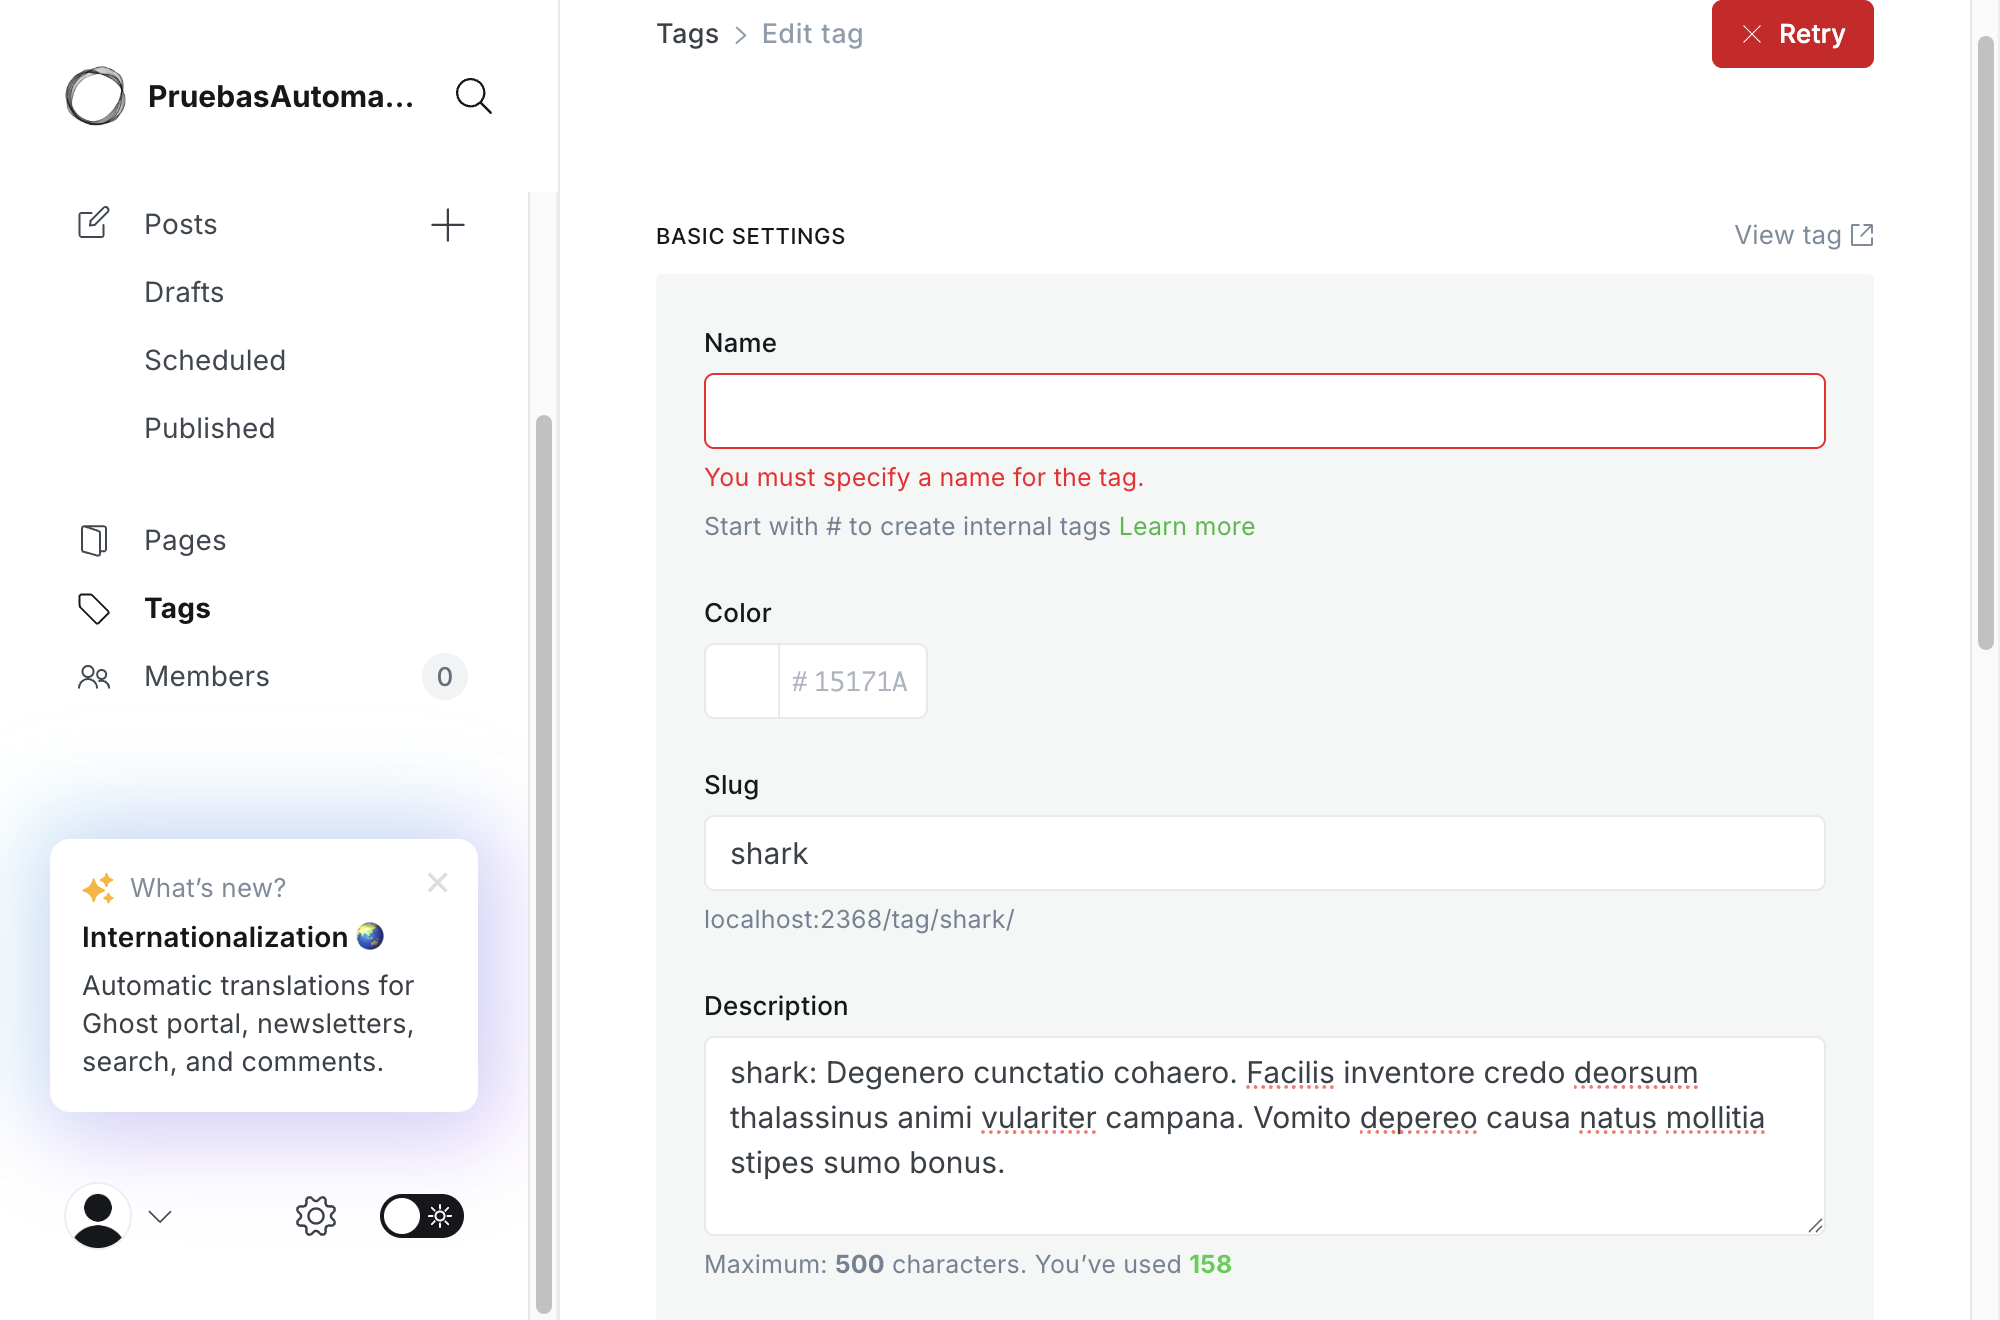 PruebasAutoma...
Posts
Drafts
Scheduled
Published
Pages
Tags
Members 0
What's new?
Internationalization
Automatic translations for
Ghost portal, newsletters,
search, and comments.
Tags > Edit tag
Retry
BASIC SETTINGS
View tag
Name
You must specify a name for the tag.
Start with # to create internal tags Learn more
Color
# 15171A
Slug
shark
localhost:2368/tag/shark/
Description
shark: Degenero cunctatio cohaero. Facilis inventore credo deorsum
thalassinus animi vulariter campana. Vomito depereo causa natus mollitia
stipes sumo bonus.
Maximum: 500 characters. You've used 158